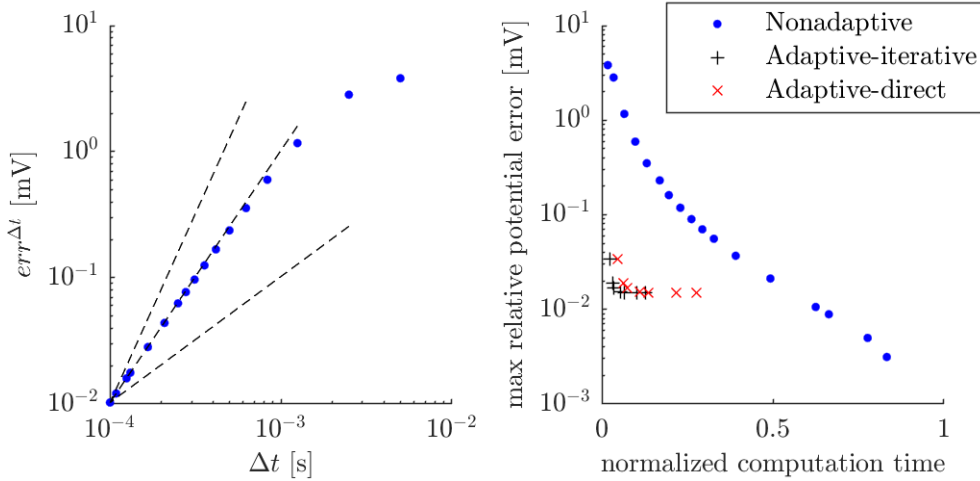 10^1
10^0
10^-1
10^-2
err^Δt [mV]
10^-4
10^-3
10^-2
Δt [s]
10^1
10^0
10^-1
10^-2
10^-3
max relative potential error [mV]
0
0.5
1
normalized computation time
Nonadaptive
Adaptive-iterative
Adaptive-direct